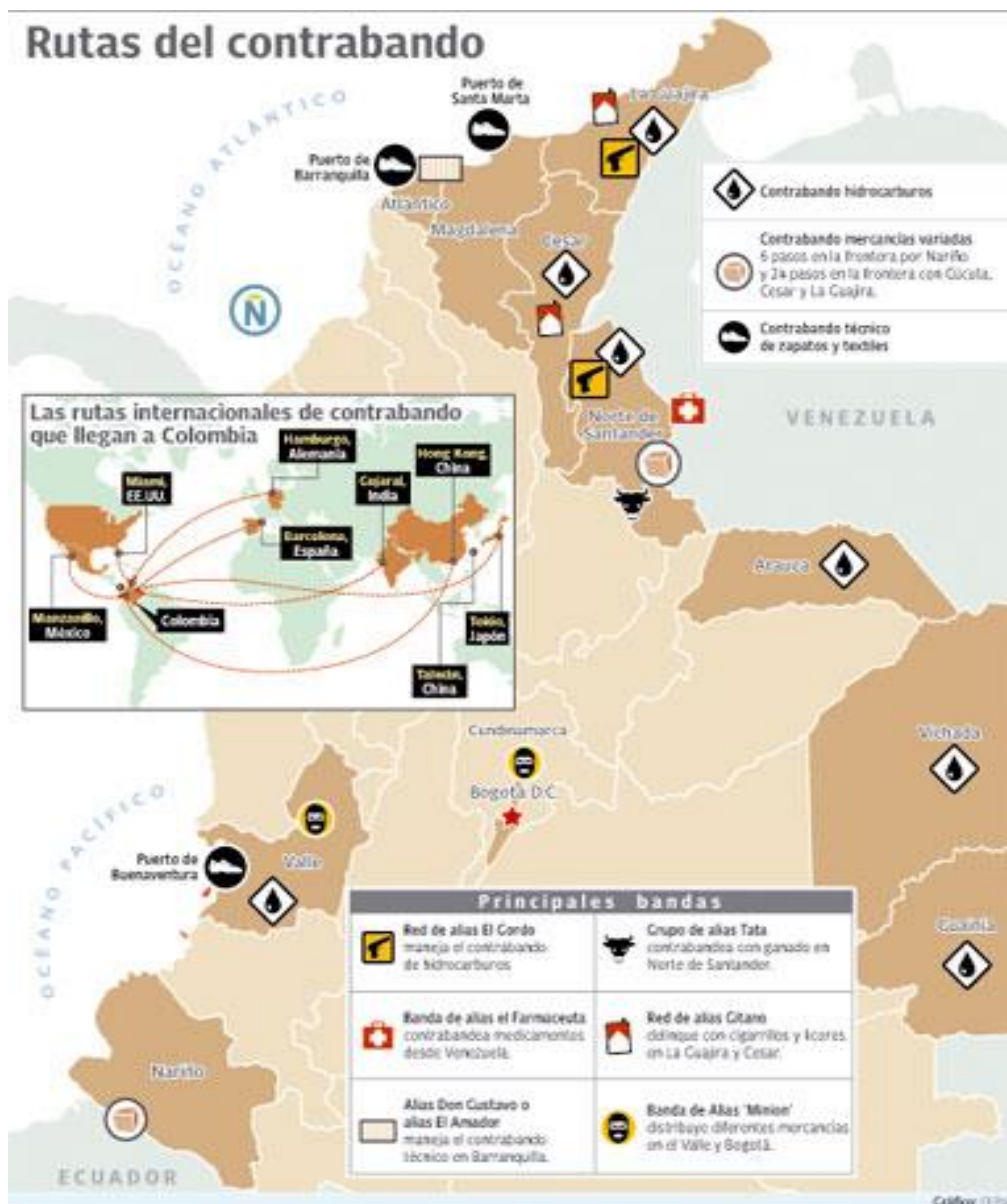 Rutas del contrabando
OCÉANO ATLÁNTICO
Puerto de
Santa Marta
La Guajira
Puerto de
Barranquilla
Atlántico
Magdalena
Cesar
Ñ
Contrabando hidrocarburos
Contrabando mercancías variadas
6 pasos en la frontera por Nariño
y 24 pasos en la frontera con Cúcuta,
Cesar y La Guajira.
Contrabando técnico
de zapatos y textiles
Norte de
Santander
VENEZUELA
Las rutas internacionales de contrabando
que llegan a Colombia
Hamburgo,
Alemania
Hong Kong,
China
Miami,
EE.UU.
India
Barcelona,
España
Manzanillo,
México
Colombia
Tokio,
Japón
Taiwán,
China
Arauca
Vichada
Cundinamarca
Bogotá D.C.
OCÉANO PACÍFICO
Puerto de
Buenaventura
Valle
Guainía
Nariño
ECUADOR
Principales bandas
Red de alias El Gordo
maneja el contrabando
de hidrocarburos
Grupo de alias Tata
contrabandea con ganado en
Norte de Santander.
Banda de alias el Farmaceuta
contrabandea medicamentos
desde Venezuela.
Red de alias Gitano
delinque con cigarrillos y licores
en La Guajira y Cesar.
Alias Don Gustavo o
alias El Amador
maneja el contrabando
técnico en Barranquilla.
Banda de Alias 'Minion'
distribuye diferentes mercancías
en el Valle y Bogotá.
Gráfico: